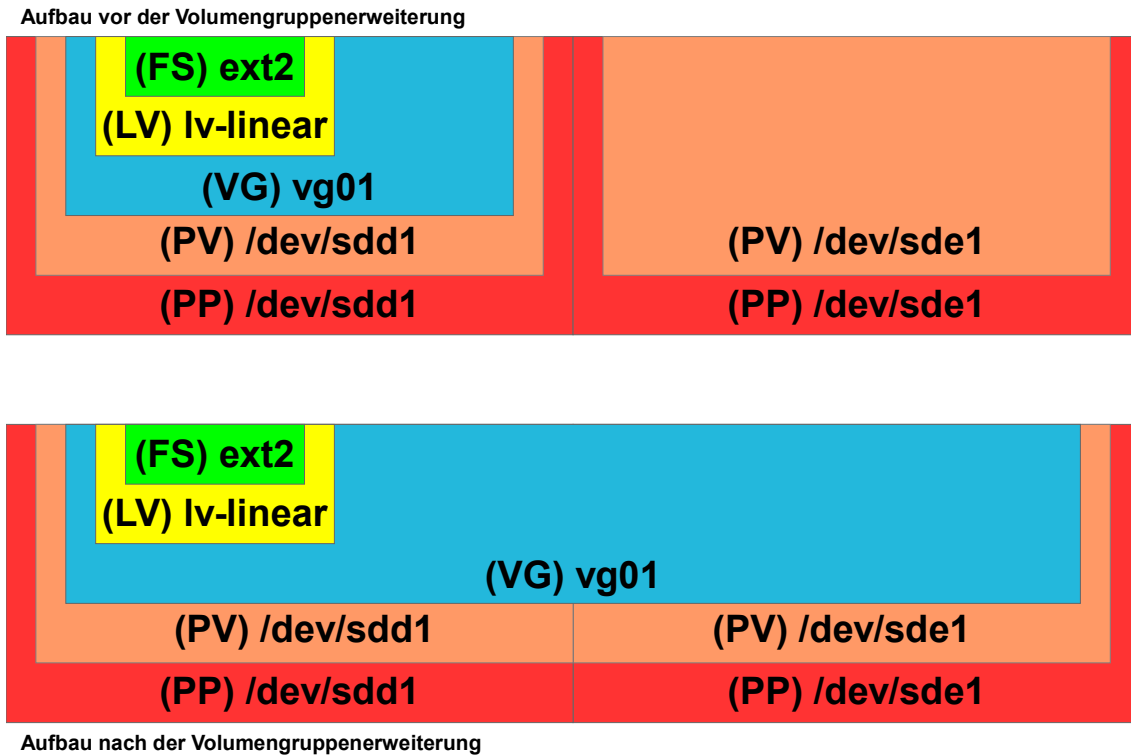 Aufbau vor der Volumengruppenerweiterung
(FS) ext2
(LV) lv-linear
(VG) vg01
(PV) /dev/sdd1
(PV) /dev/sde1
(PP) /dev/sdd1
(PP) /dev/sde1
(FS) ext2
(LV) lv-linear
(VG) vg01
(PV) /dev/sdd1
(PV) /dev/sde1
(PP) /dev/sdd1
(PP) /dev/sde1
Aufbau nach der Volumengruppenerweiterung